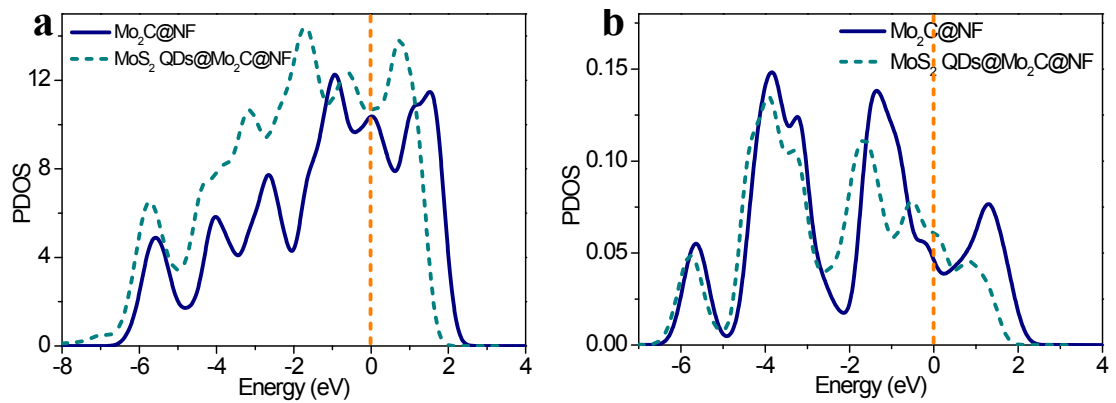 a
Mo₂C@NF
MoS₂ QDs@Mo₂C@NF
12
8
4
0
PDOS
-8 -6 -4 -2 0 2 4
Energy (eV)
b
Mo₂C@NF
MoS₂ QDs@Mo₂C@NF
0.15
0.10
0.05
0.00
PDOS
-6 -4 -2 0 2 4
Energy (eV)